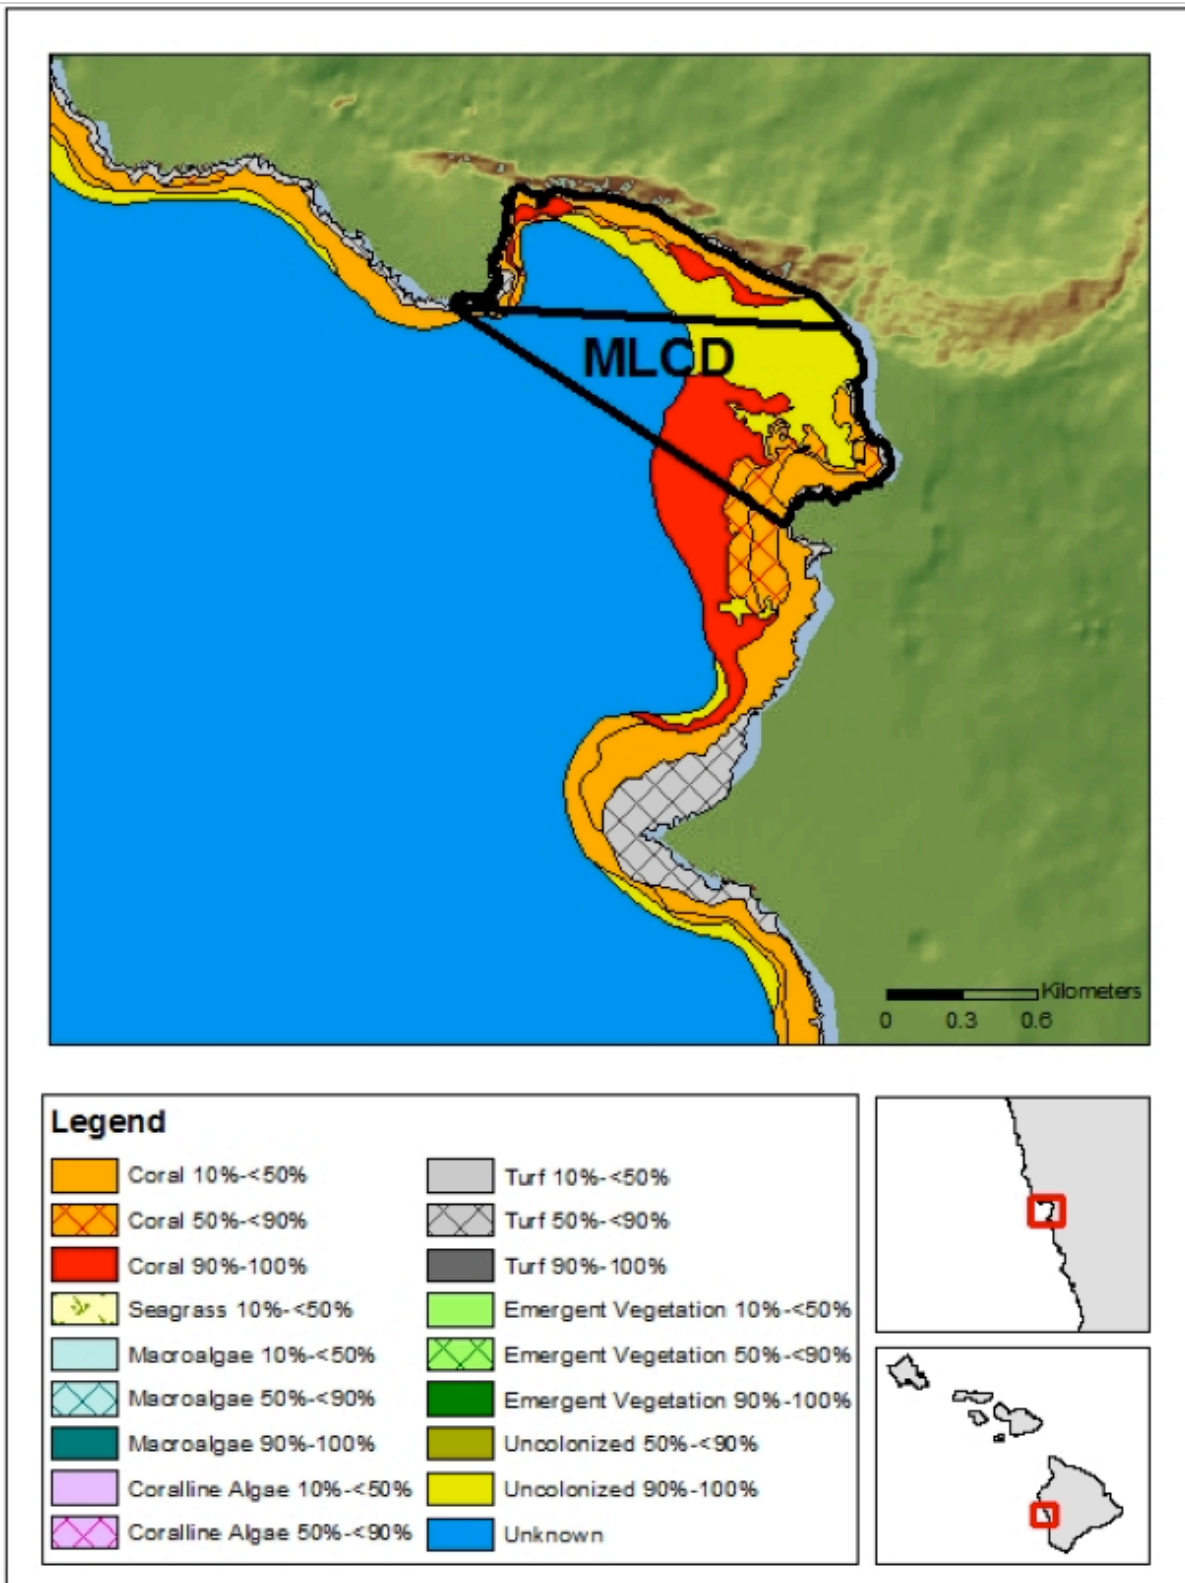 MLCD
Kilometers
0 0.3 0.6
Legend
Coral 10%-<50%
Coral 50%-<90%
Coral 90%-100%
Seagrass 10%-<50%
Macroalgae 10%-<50%
Macroalgae 50%-<90%
Macroalgae 90%-100%
Coralline Algae 10%-<50%
Coralline Algae 50%-<90%
Turf 10%-<50%
Turf 50%-<90%
Turf 90%-100%
Emergent Vegetation 10%-<50%
Emergent Vegetation 50%-<90%
Emergent Vegetation 90%-100%
Uncolonized 50%-<90%
Uncolonized 90%-100%
Unknown